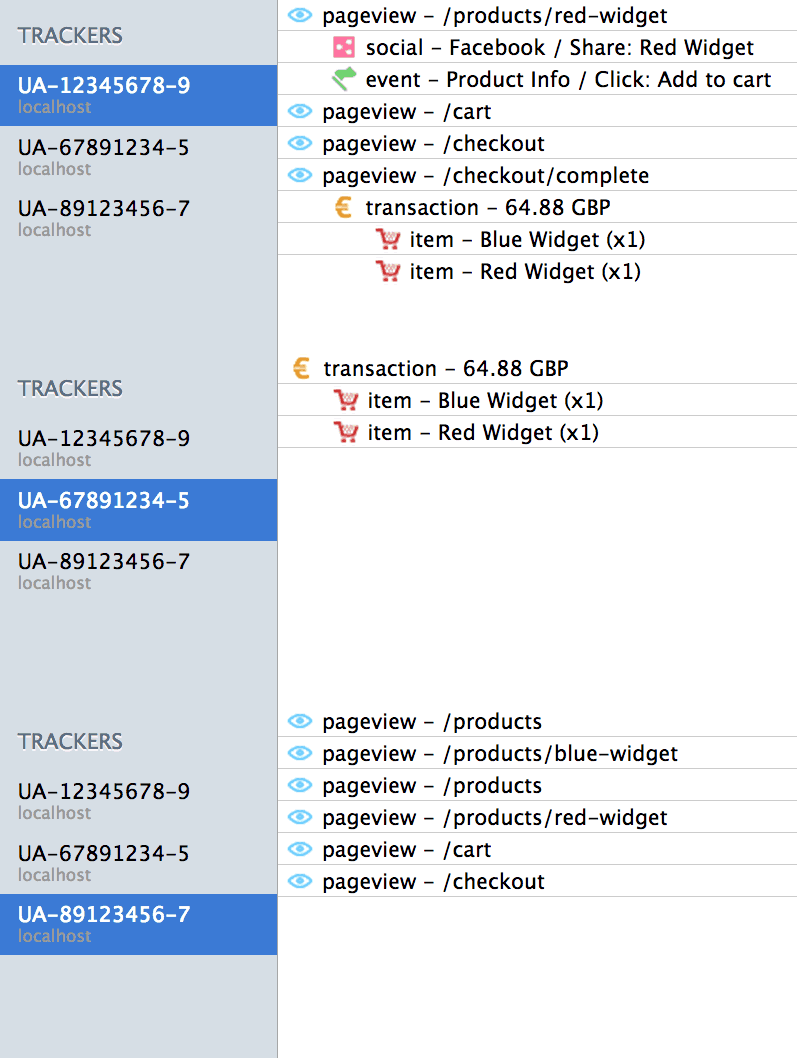 TRACKERS
UA-12345678-9
localhost
UA-67891234-5
localhost
UA-89123456-7
localhost
pageview – /products/red-widget
social – Facebook / Share: Red Widget
event – Product Info / Click: Add to cart
pageview – /cart
pageview – /checkout
pageview – /checkout/complete
transaction – 64.88 GBP
item – Blue Widget (x1)
item – Red Widget (x1)
TRACKERS
UA-12345678-9
localhost
UA-67891234-5
localhost
UA-89123456-7
localhost
transaction – 64.88 GBP
item – Blue Widget (x1)
item – Red Widget (x1)
TRACKERS
UA-12345678-9
localhost
UA-67891234-5
localhost
UA-89123456-7
localhost
pageview – /products
pageview – /products/blue-widget
pageview – /products
pageview – /products/red-widget
pageview – /cart
pageview – /checkout